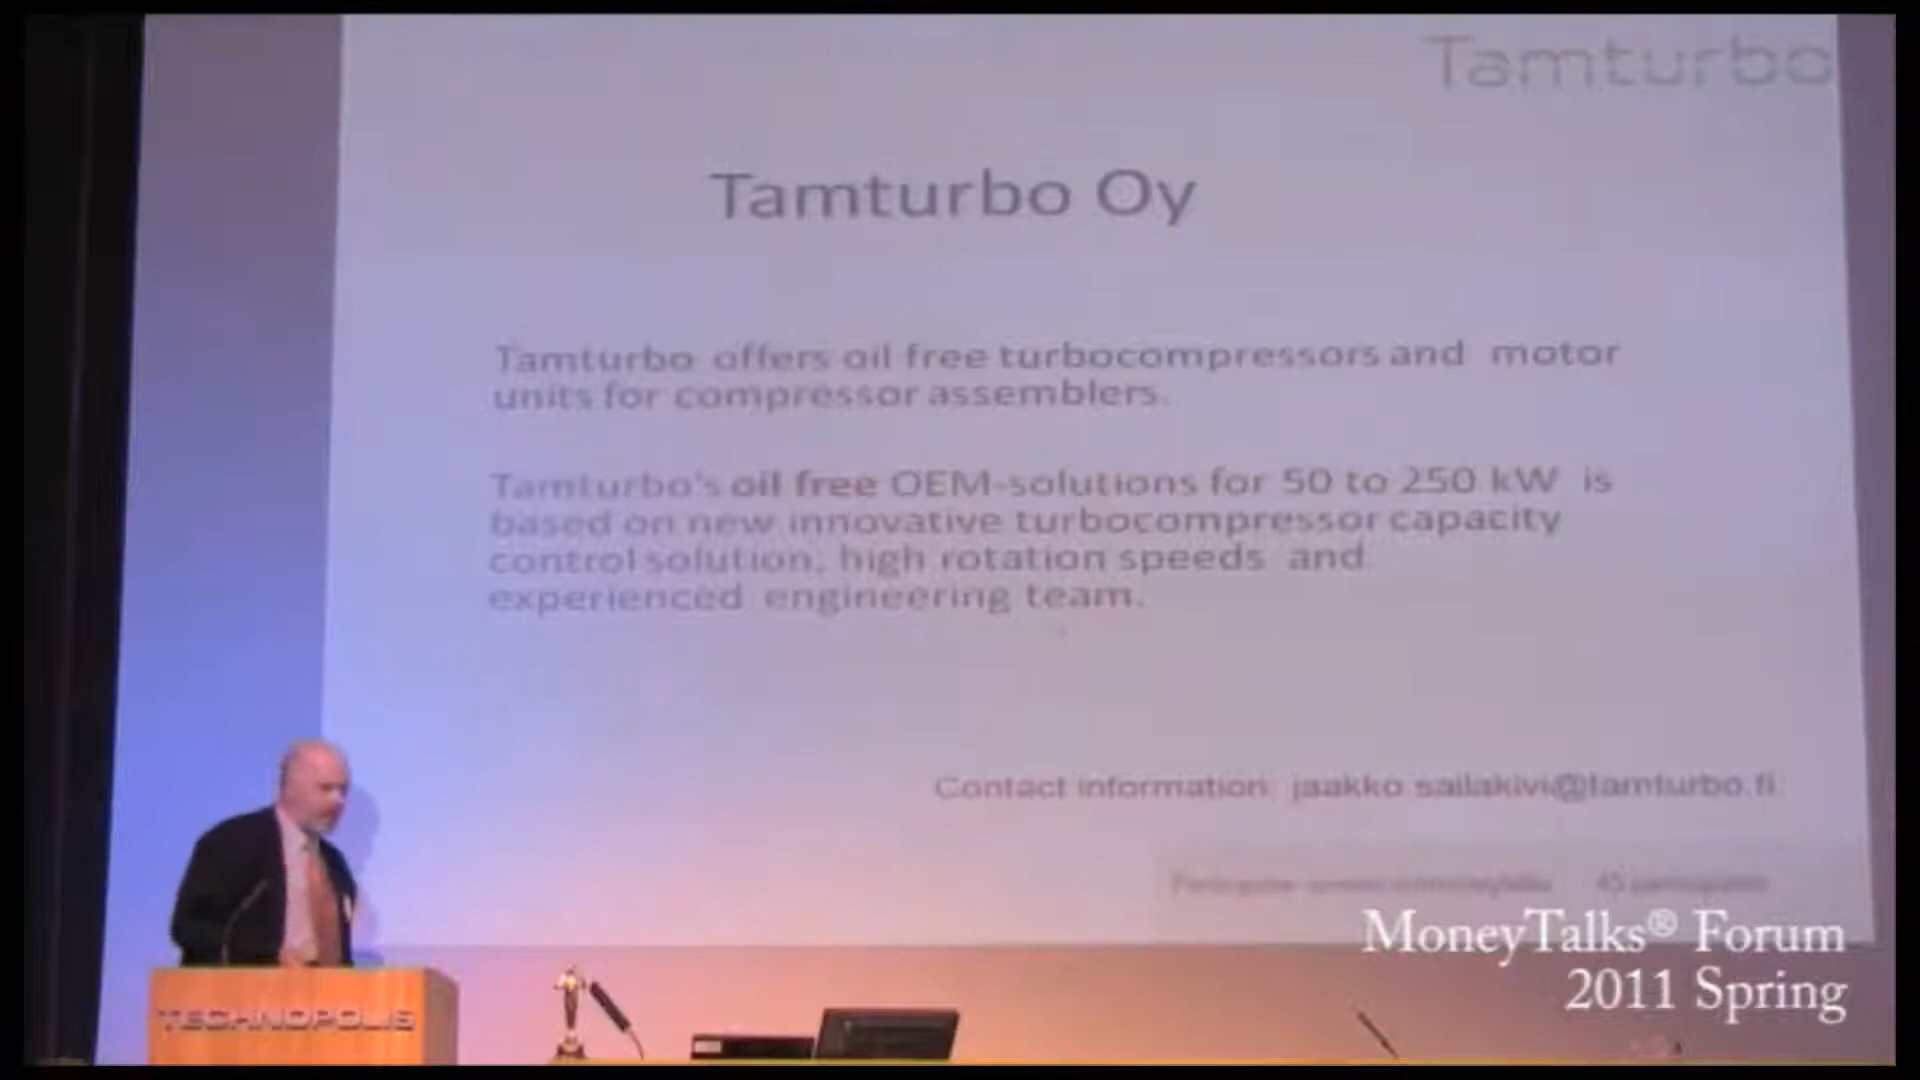 Tamturbo
Tamturbo Oy
Tamturbo offers oil free turbocompressors and motor
units for compressor assemblers.
Tamturbo's oil free OEM-solutions for 50 to 250 kW is
based on new innovative turbocompressor capacity
control solution, high rotation speeds and
experienced engineering team.
Contact information: jaakko.sailakivi@tamturbo.fi
MoneyTalks® Forum
2011 Spring
TECHNOPOLIS